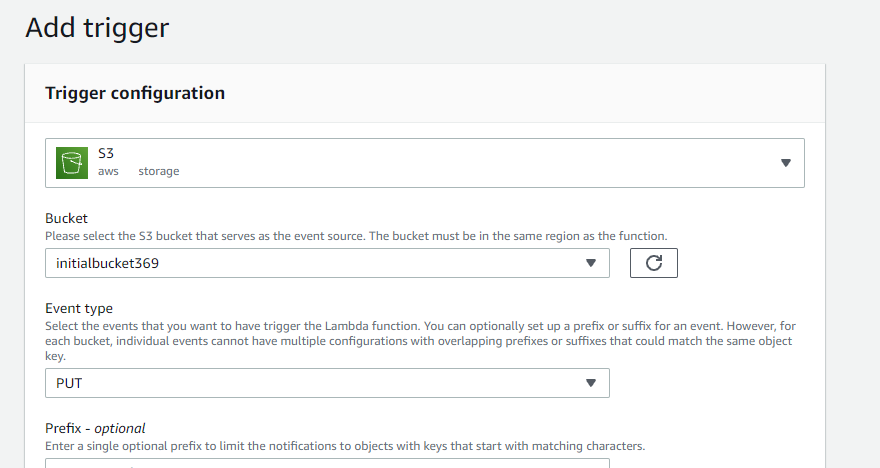 Add trigger
Trigger configuration
S3
aws storage
Bucket
Please select the S3 bucket that serves as the event source. The bucket must be in the same region as the function.
initialbucket369
Event type
Select the events that you want to have trigger the Lambda function. You can optionally set up a prefix or suffix for an event. However, for
each bucket, individual events cannot have multiple configurations with overlapping prefixes or suffixes that could match the same object
key.
PUT
Prefix - optional
Enter a single optional prefix to limit the notifications to objects with keys that start with matching characters.